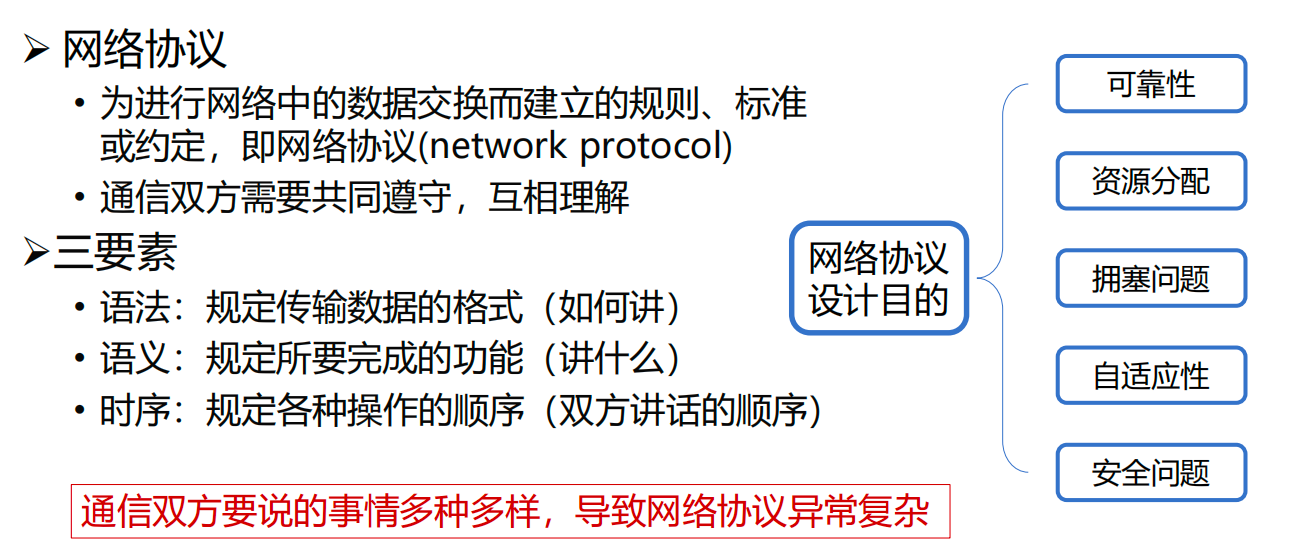 ➢ 网络协议
• 为进行网络中的数据交换而建立的规则、标准
或约定，即网络协议(network protocol)
• 通信双方需要共同遵守，互相理解
➢三要素
• 语法：规定传输数据的格式（如何讲）
• 语义：规定所要完成的功能（讲什么）
• 时序：规定各种操作的顺序（双方讲话的顺序）
通信双方要说的事情多种多样，导致网络协议异常复杂
网络协议
设计目的
可靠性
资源分配
拥塞问题
自适应性
安全问题